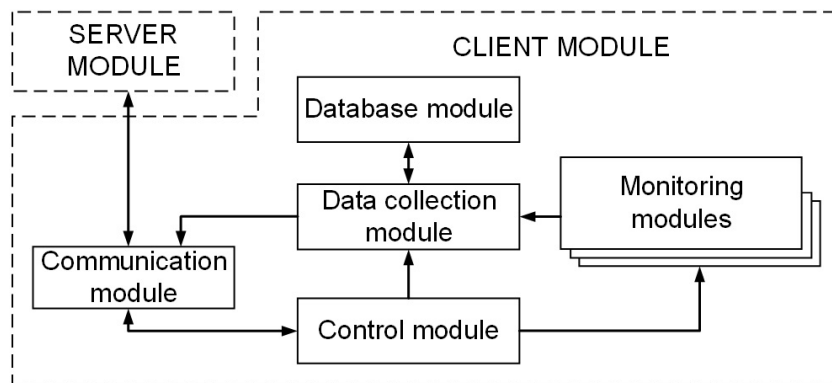 SERVER
MODULE
CLIENT MODULE
Database module
Data collection
module
Monitoring
modules
Communication
module
Control module